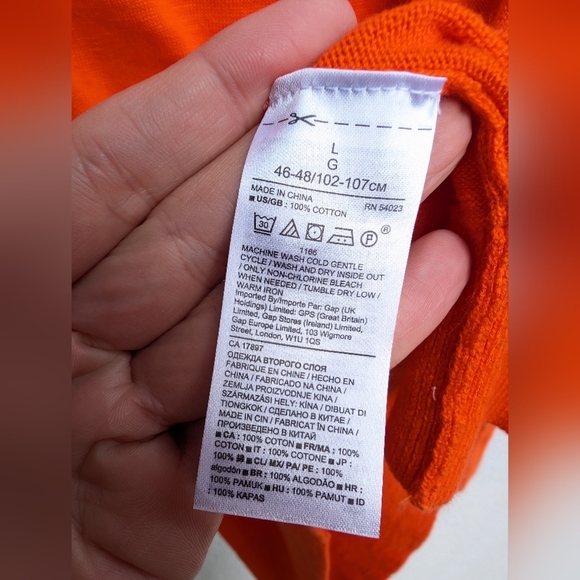 L
G
46-48/102-107CM
MADE IN CHINA RN 54023
■ US/GB : 100% COTTON
30 P ®
1166
MACHINE WASH COLD GENTLE
CYCLE / WASH AND DRY INSIDE OUT
/ ONLY NON-CHLORINE BLEACH
WHEN NEEDED / TUMBLE DRY LOW /
WARM IRON
Imported By/Importe Par: Gap (UK
Holdings) Limited: GPS (Great Britain)
Limited, Gap Stores (Ireland) Limited,
Gap Europe Limited, 103 Wigmore
Street, London, W1U 1QS
CA 17897
ОДЕЖДА ВТОРОГО СЛОЯ
FABRIQUE EN CHINE / HECHO EN
CHINA / FABRICADO NA CHINA /
ZEMLJA PROIZVODNJE KINA /
SZÁRMAZÁSI HELY: KÍNA / DIBUAT DI
TIONGKOK / СДЕЛАНО В КИТАЕ /
MADE IN CIN / FABRICAT ÎN CHINA /
ПРОИЗВЕДЕНО В КИТАЙ
■ CA : 100% COTON ■ FR/MA : 100%
COTON ■ IT : 100% COTONE ■ JP :
100% 綿 ■ CL/ MX/ PA/ PE : 100%
algodón ■ BR : 100% ALGODÃO ■ HR :
100% PAMUK ■ HU : 100% PAMUT ■ ID
: 100% KAPAS